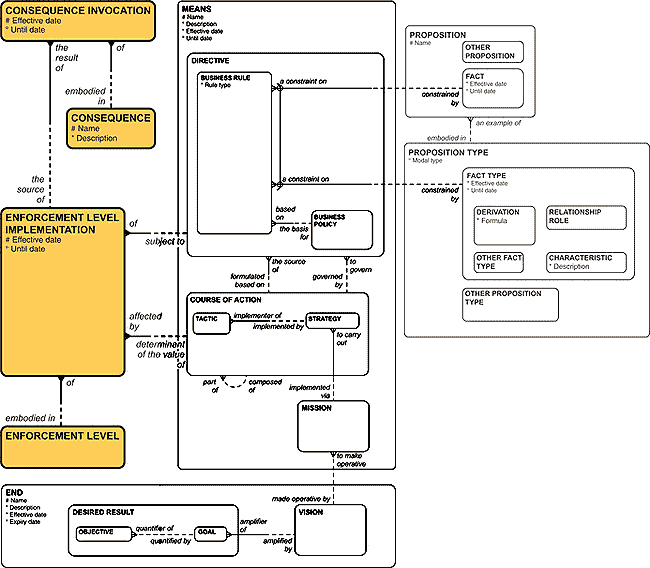 CONSEQUENCE INVOCATION
# Effective date
* Until date
the
result
of
of
embodied
in
CONSEQUENCE
# Name
* Description
the
source
of
ENFORCEMENT LEVEL
IMPLEMENTATION
# Effective date
* Until date
of
subject to
affected
by
determinant
of the value
of
of
embodied in
ENFORCEMENT LEVEL
MEANS
# Name
* Description
* Effective date
* Until date
DIRECTIVE
BUSINESS RULE
* Rule type
a constraint on
constrained
by
a constraint on
constrained
by
based
on
the basis
for
BUSINESS
POLICY
the source
of
formulated
based on
to
govern
governed
by
COURSE OF ACTION
TACTIC
implementer of
implemented by
STRATEGY
to carry
out
part
of
composed
of
implemented
via
MISSION
to make
operative
made operative by
END
# Name
* Description
* Effective date
* Expiry date
DESIRED RESULT
OBJECTIVE
quantifier of
quantified by
GOAL
amplifier
of
amplified
by
VISION
PROPOSITION
# Name
OTHER
PROPOSITION
FACT
* Effective date
* Until date
an example of
embodied in
PROPOSITION TYPE
* Modal type
FACT TYPE
* Effective date
* Until date
DERIVATION
* Formula
RELATIONSHIP
ROLE
OTHER FACT
TYPE
CHARACTERISTIC
* Description
OTHER PROPOSITION
TYPE